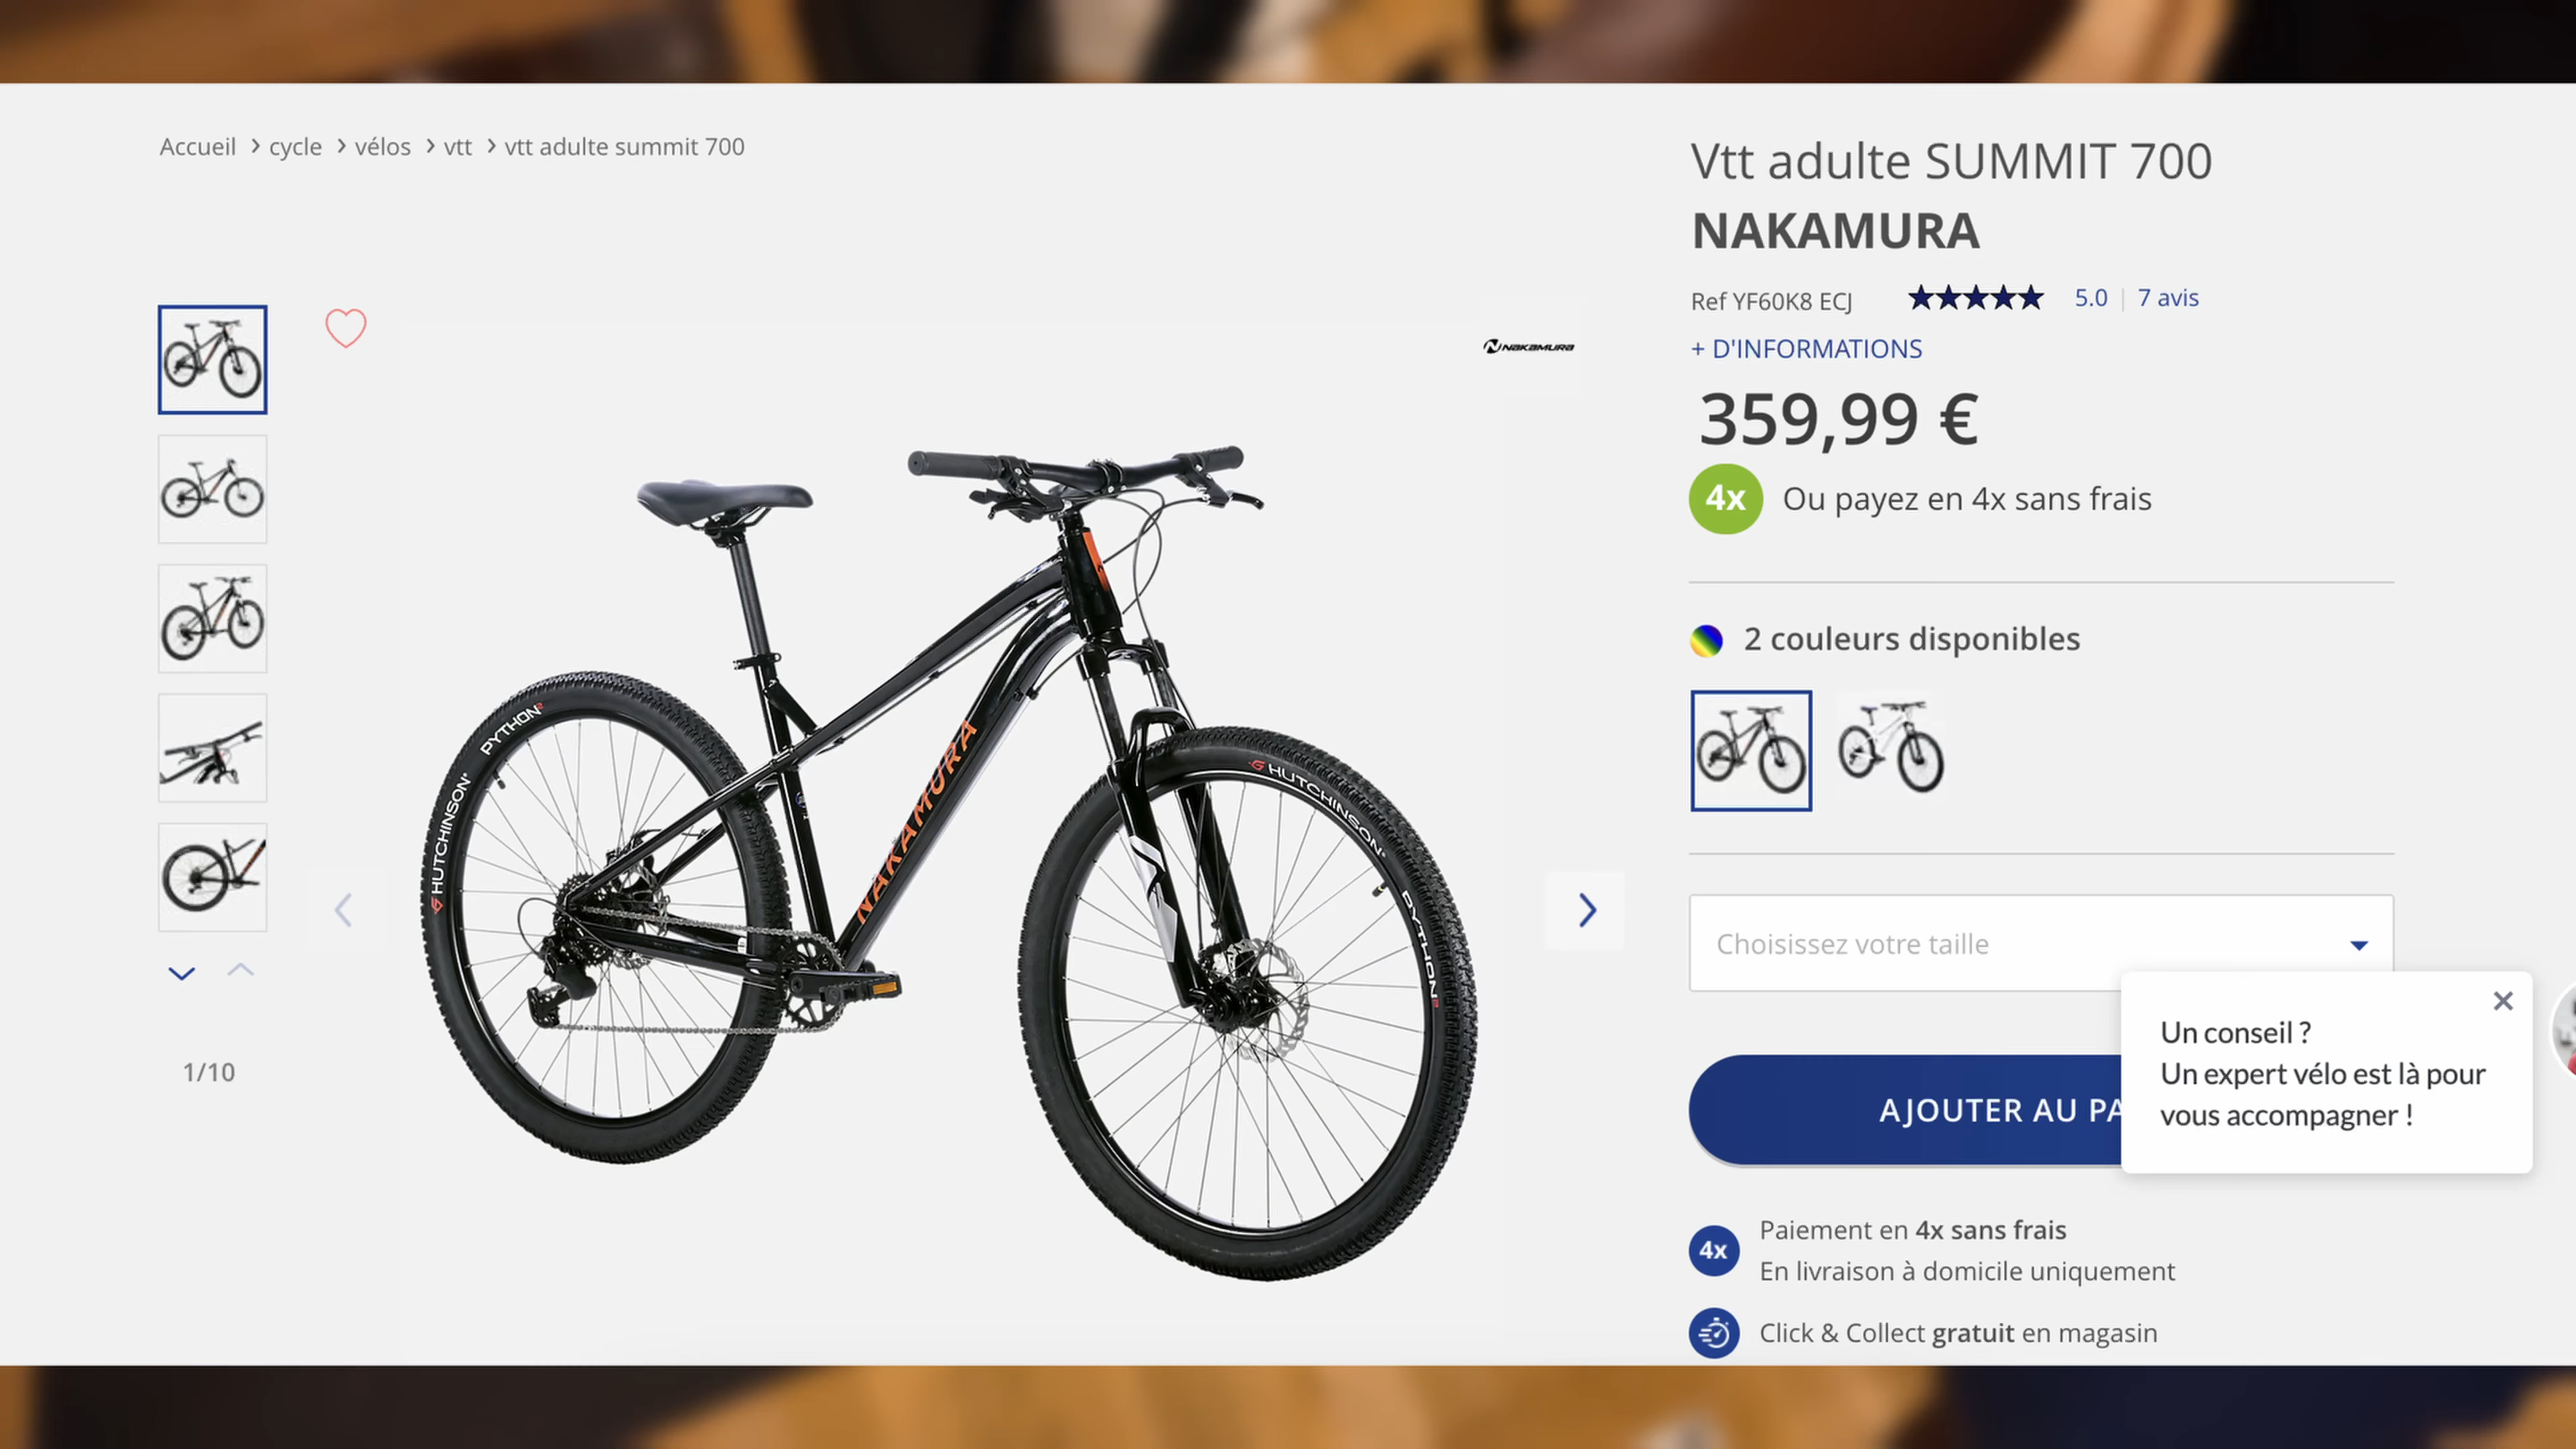 Accueil > cycle > vélos > vtt > vtt adulte summit 700
Vtt adulte SUMMIT 700
NAKAMURA
Ref YF60K8 ECJ
5.0 | 7 avis
+ D'INFORMATIONS
359,99 €
4x Ou payez en 4x sans frais
NAKAMURA
PYTHON²
HUTCHINSON®
NAKAMURA
HUTCHINSON®
PYTHON²
1/10
2 couleurs disponibles
Choisissez votre taille
AJOUTER AU PA
Un conseil ?
Un expert vélo est là pour
vous accompagner !
4x
Paiement en 4x sans frais
En livraison à domicile uniquement
Click & Collect gratuit en magasin